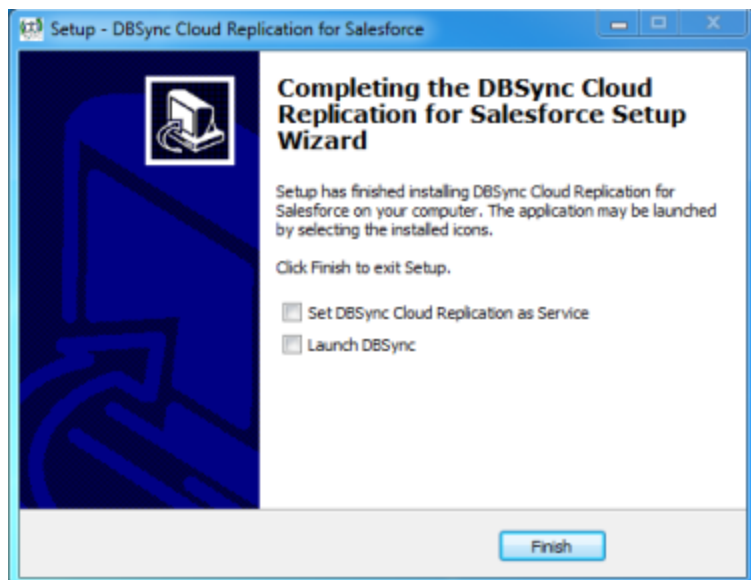 Setup - DBSync Cloud Replication for Salesforce
Completing the DBSync Cloud
Replication for Salesforce Setup
Wizard
Setup has finished installing DBSync Cloud Replication for
Salesforce on your computer. The application may be launched
by selecting the installed icons.
Click Finish to exit Setup.
Set DBSync Cloud Replication as Service
Launch DBSync
Finish